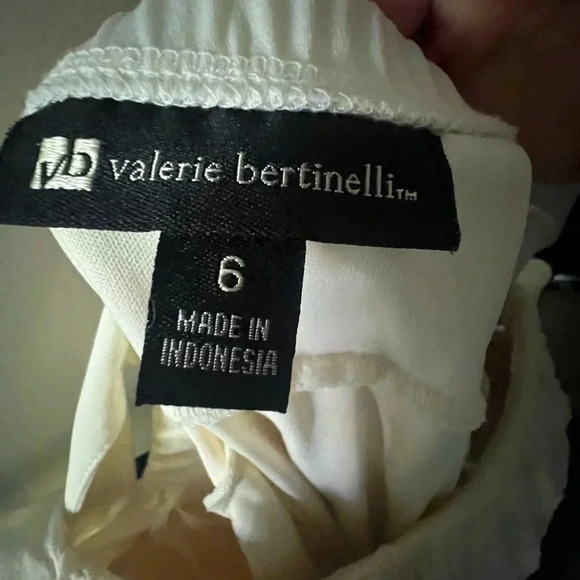 vb valerie bertinelli™
6
MADE IN
INDONESIA